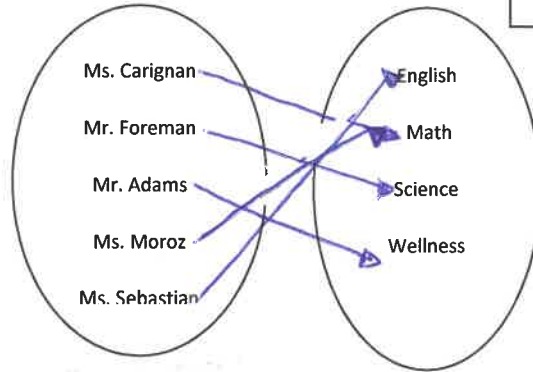 Ms. Carignan
Mr. Foreman
Mr. Adams
Ms. Moroz
Ms. Sebastian
English
Math
Science
Wellness